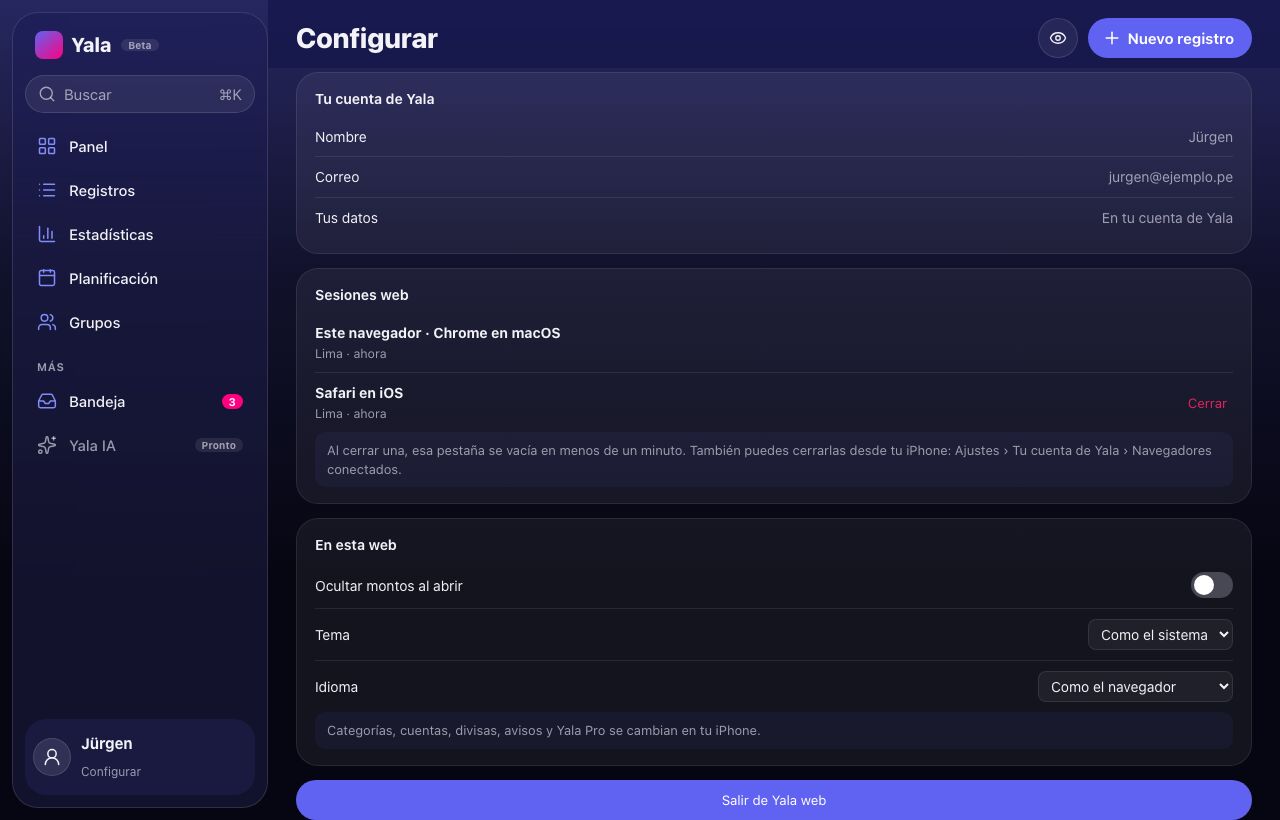 Yala Beta
Buscar ⌘K
Panel
Registros
Estadísticas
Planificación
Grupos
MÁS
Bandeja 3
Yala IA Pronto
Jürgen
Configurar
Configurar
Nuevo registro
Tu cuenta de Yala
Nombre Jürgen
Correo jurgen@ejemplo.pe
Tus datos En tu cuenta de Yala
Sesiones web
Este navegador · Chrome en macOS
Lima · ahora
Safari en iOS
Lima · ahora
Cerrar
Al cerrar una, esa pestaña se vacía en menos de un minuto. También puedes cerrarlas desde tu iPhone: Ajustes › Tu cuenta de Yala › Navegadores
conectados.
En esta web
Ocultar montos al abrir
Tema Como el sistema
Idioma Como el navegador
Categorías, cuentas, divisas, avisos y Yala Pro se cambian en tu iPhone.
Salir de Yala web